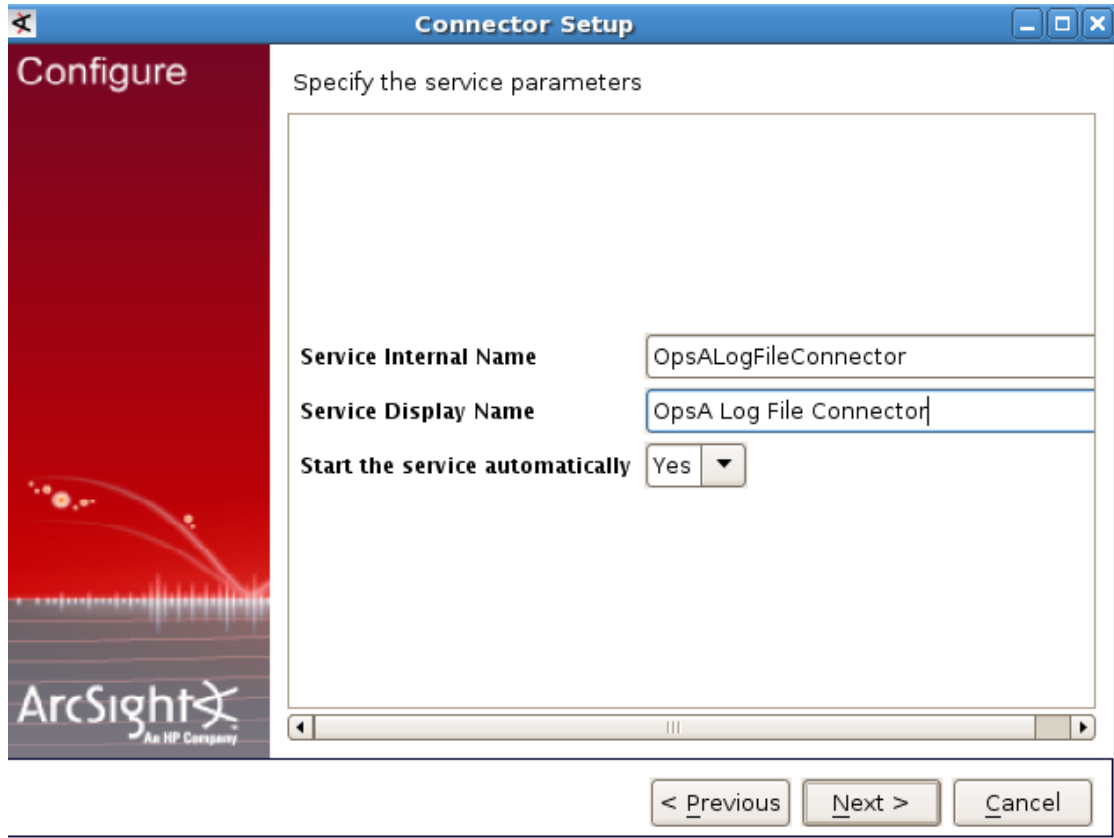 Connector Setup
Configure
Specify the service parameters
Service Internal Name OpsALogFileConnector
Service Display Name OpsA Log File Connector
Start the service automatically Yes
ArcSight
An HP Company
< Previous Next > Cancel